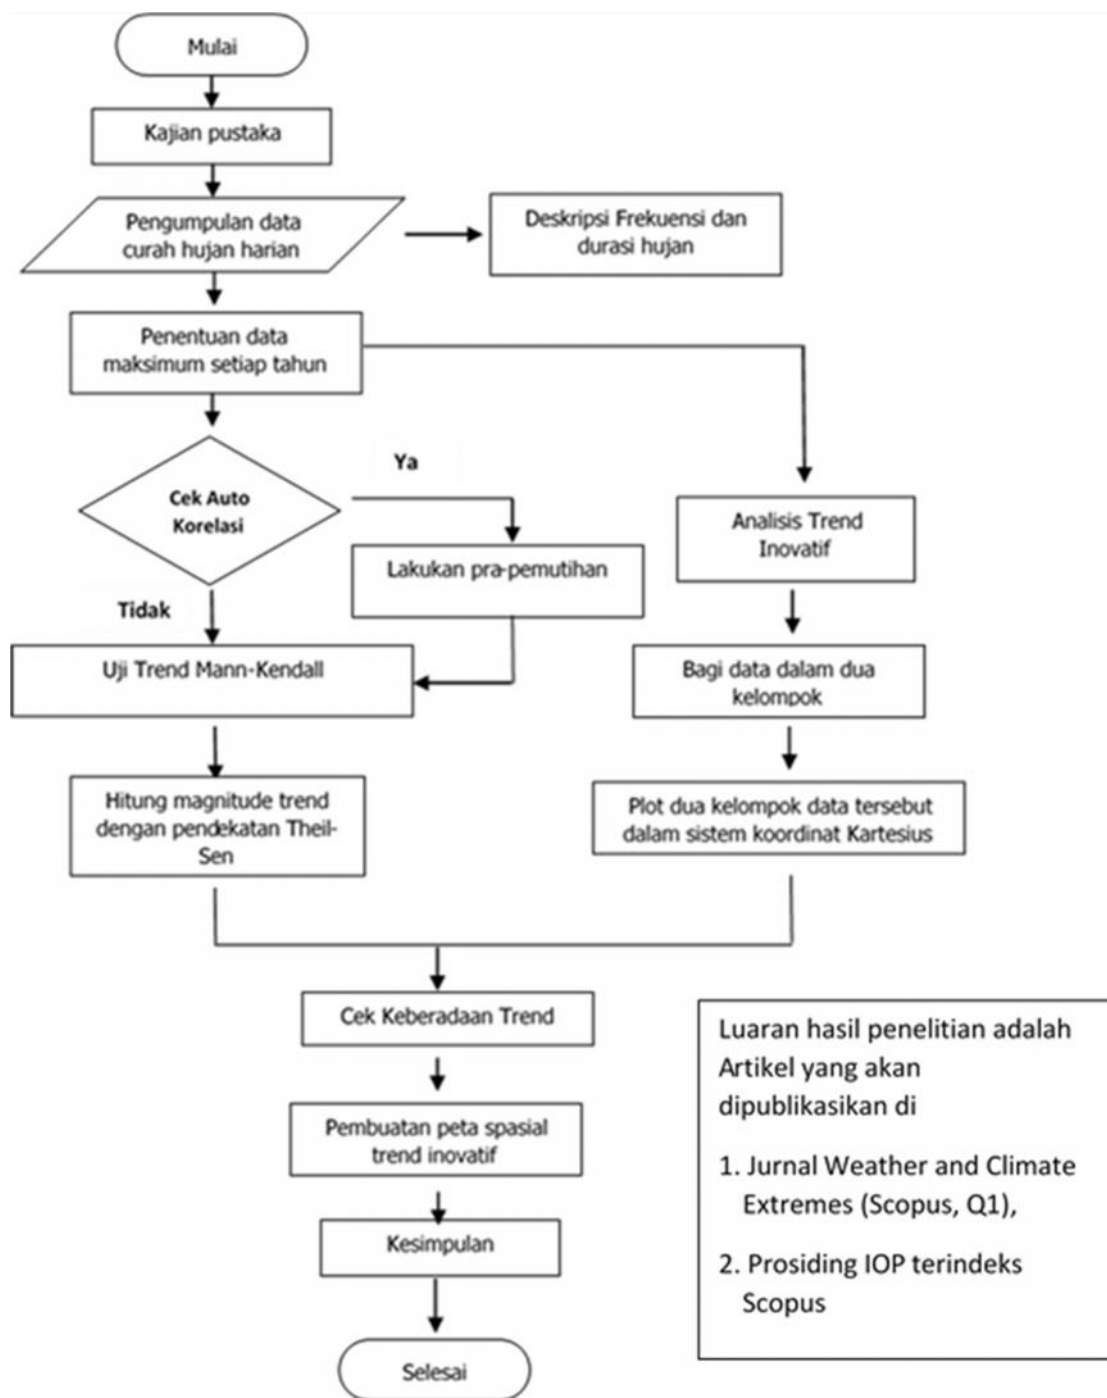 Mulai
Kajian pustaka
Pengumpulan data
curah hujan harian
Deskripsi Frekuensi dan
durasi hujan
Penentuan data
maksimum setiap tahun
Cek Auto
Korelasi
Ya
Lakukan pra-pemutihan
Tidak
Uji Trend Mann-Kendall
Hitung magnitude trend
dengan pendekatan Theil-
Sen
Analisis Trend
Inovatif
Bagi data dalam dua
kelompok
Plot dua kelompok data tersebut
dalam sistem koordinat Kartesius
Cek Keberadaan Trend
Pembuatan peta spasial
trend inovatif
Kesimpulan
Selesai
Luaran hasil penelitian adalah
Artikel yang akan
dipublikasikan di
1. Jurnal Weather and Climate
Extremes (Scopus, Q1),
2. Prosiding IOP terindeks
Scopus